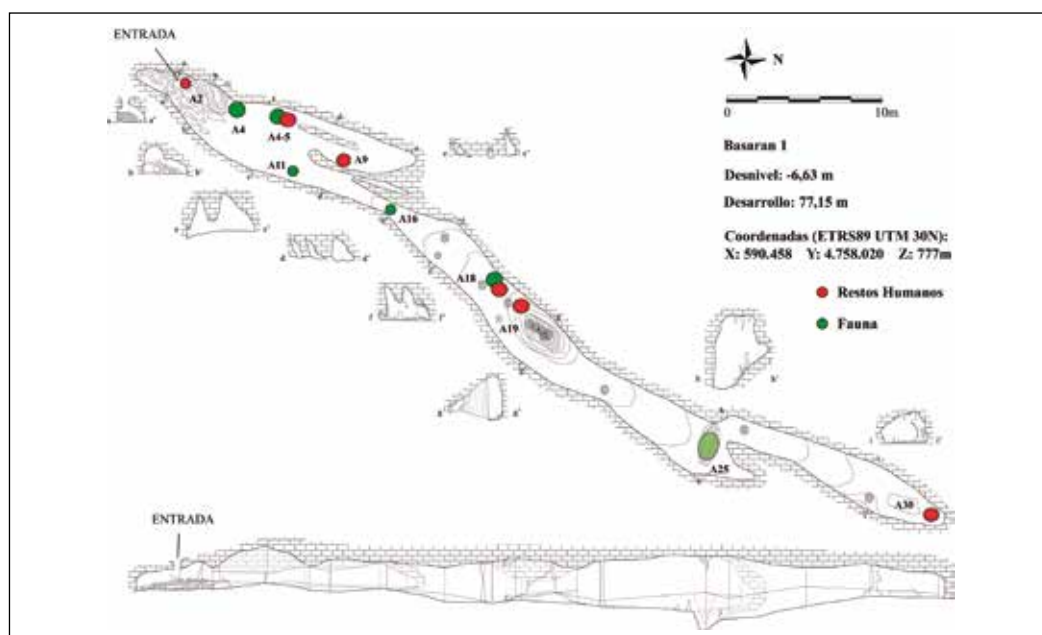 ENTRADA
N
0
10m
Basaran 1
Desnivel: -6,63 m
Desarrollo: 77,15 m
Coordenadas (ETRS89 UTM 30N):
X: 590.458 Y: 4.758.020 Z: 777m
Restos Humanos
Fauna
A2
A4
A4-5
A9
A11
A16
A18
A19
A25
A30
b
b'
d
d'
h
h'
ENTRADA